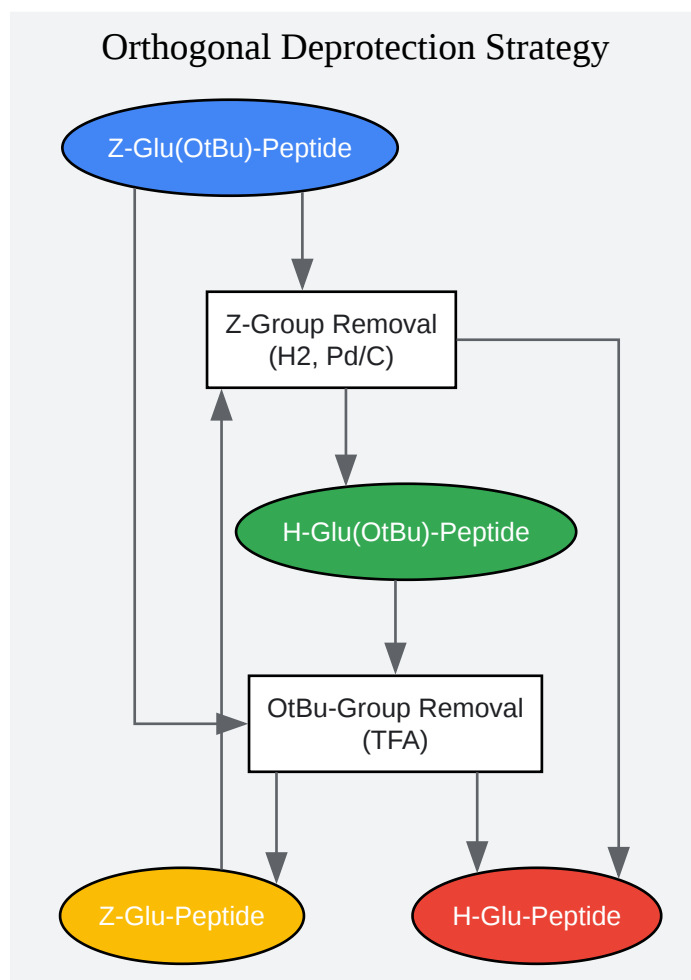 Orthogonal Deprotection Strategy
Z-Glu(OtBu)-Peptide
Z-Group Removal
(H2, Pd/C)
H-Glu(OtBu)-Peptide
OtBu-Group Removal
(TFA)
Z-Glu-Peptide
H-Glu-Peptide